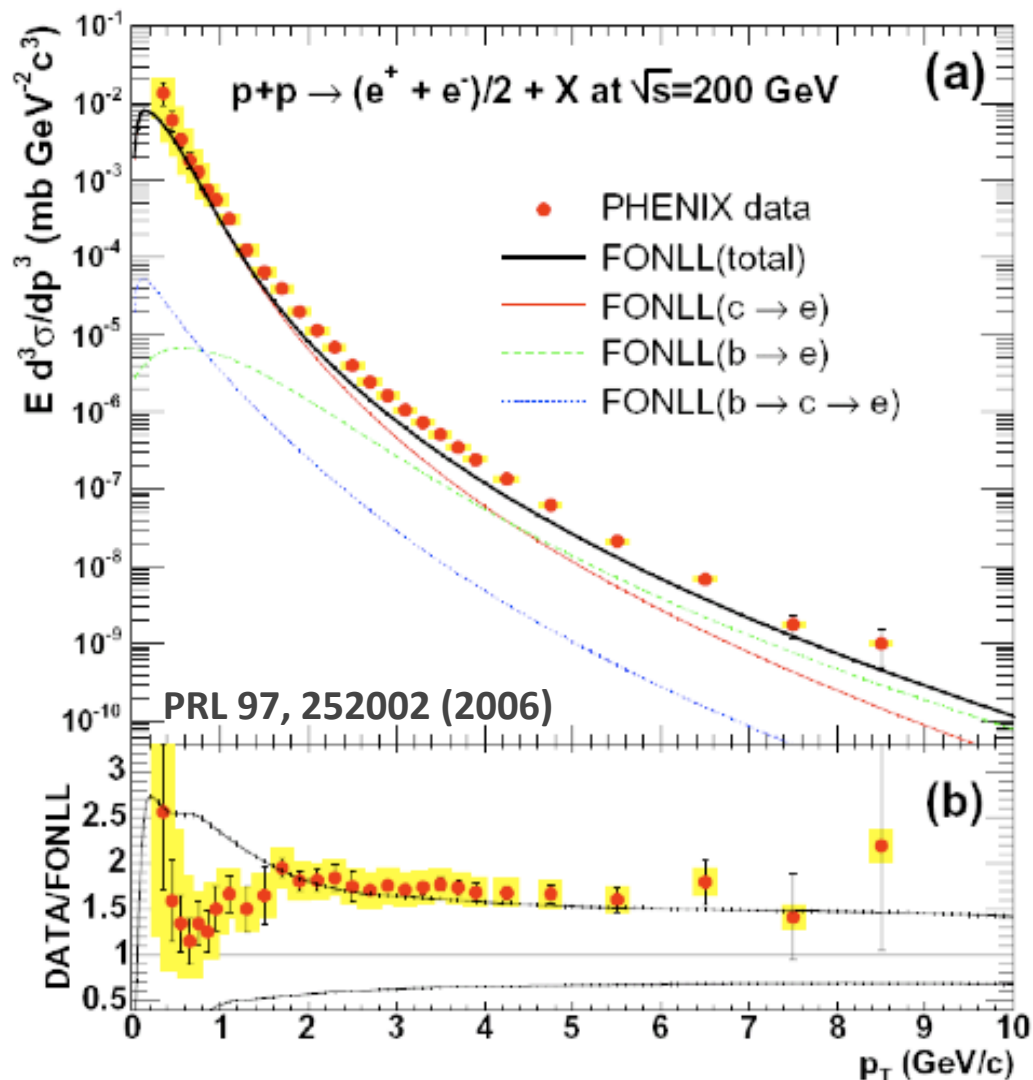 (a)
p+p → (e⁺ + e⁻)/2 + X at √s=200 GeV
E d³σ/dp³ (mb GeV⁻²c³)
10⁻¹
10⁻²
10⁻³
10⁻⁴
10⁻⁵
10⁻⁶
10⁻⁷
10⁻⁸
10⁻⁹
10⁻¹⁰
PHENIX data
FONLL(total)
FONLL(c → e)
FONLL(b → e)
FONLL(b → c → e)
PRL 97, 252002 (2006)
(b)
DATA/FONLL
3
2.5
2
1.5
1
0.5
0 1 2 3 4 5 6 7 8 9 10
p_T (GeV/c)